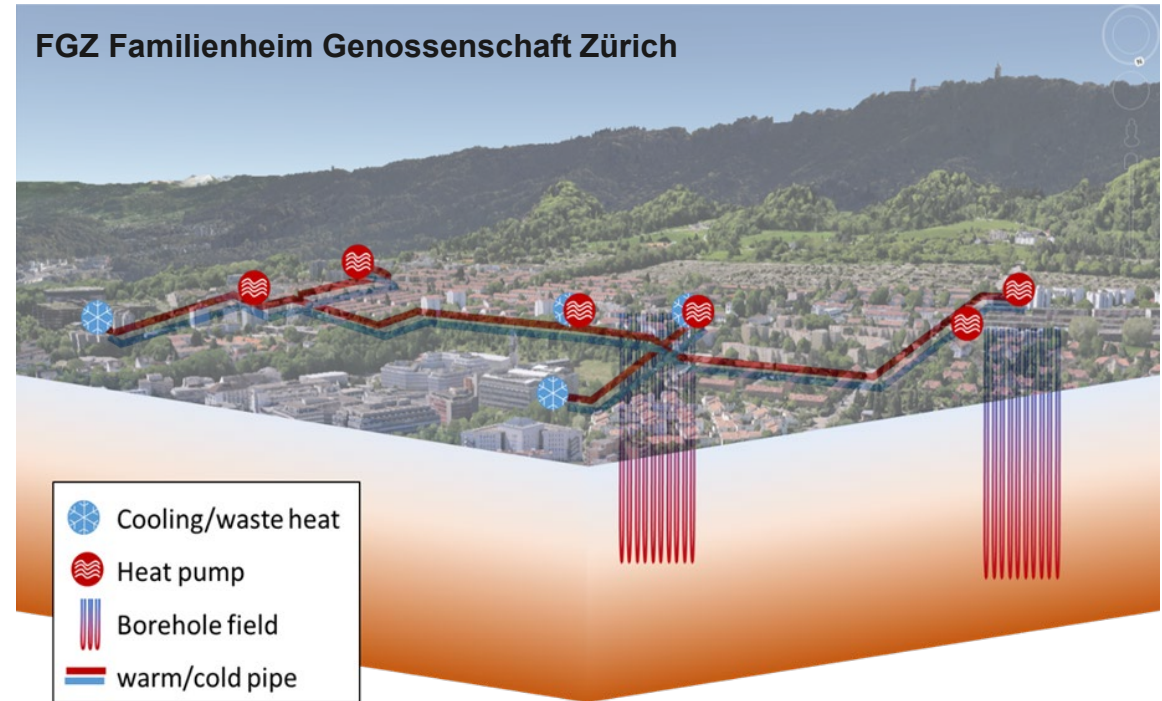 FGZ Familienheim Genossenschaft Zürich
Cooling/waste heat
Heat pump
Borehole field
warm/cold pipe